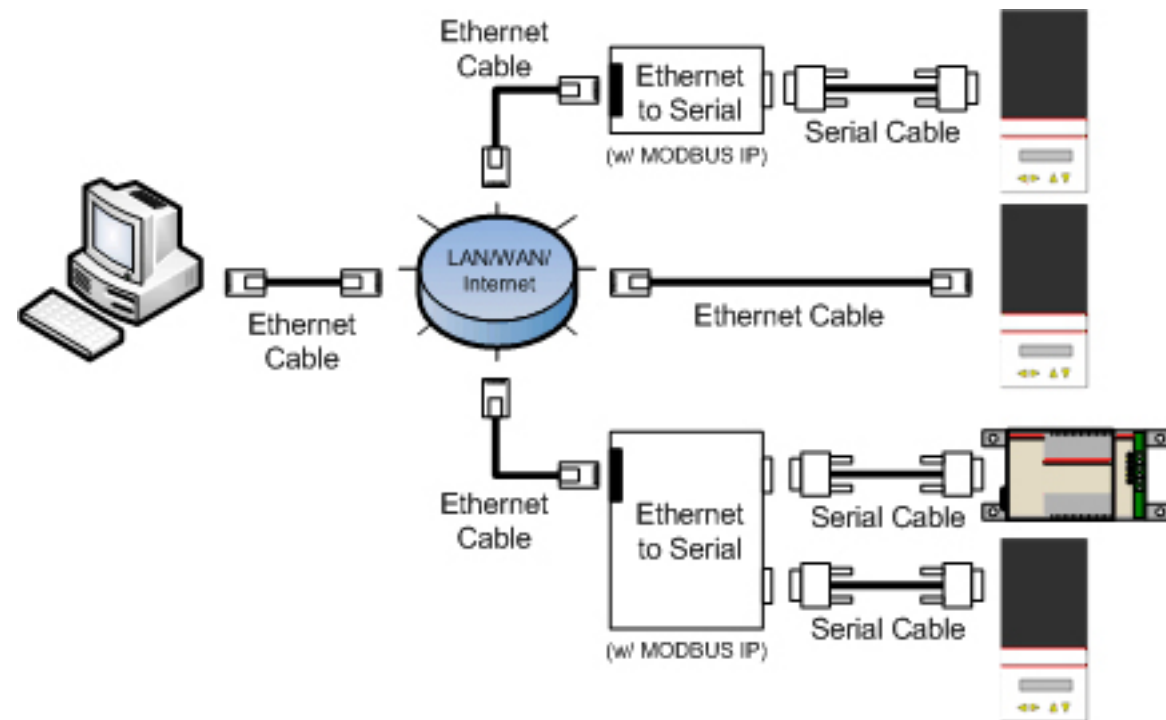 Ethernet
Cable
Ethernet
to Serial
(w/ MODBUS IP)
Serial Cable
LAN/WAN/
Internet
Ethernet
Cable
Ethernet Cable
Ethernet
Cable
Ethernet
to Serial
(w/ MODBUS IP)
Serial Cable
Serial Cable